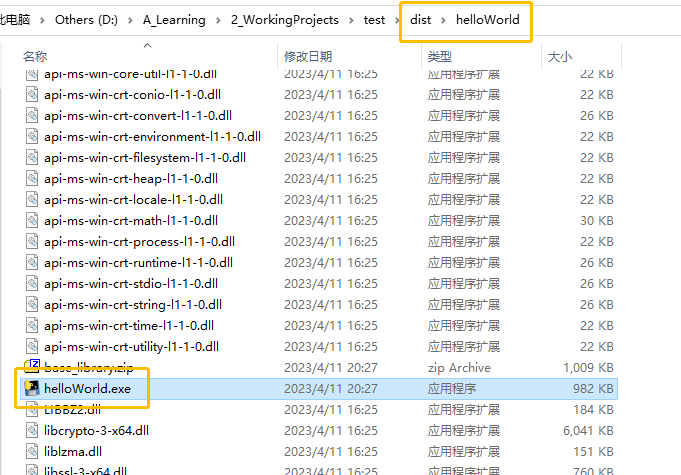 此电脑 › Others (D:) › A_Learning › 2_WorkingProjects › test › dist › helloWorld
名称 修改日期 类型 大小
api-ms-win-core-util-l1-1-0.dll 2023/4/11 16:25 应用程序扩展 22 KB
api-ms-win-crt-conio-l1-1-0.dll 2023/4/11 16:25 应用程序扩展 22 KB
api-ms-win-crt-convert-l1-1-0.dll 2023/4/11 16:25 应用程序扩展 26 KB
api-ms-win-crt-environment-l1-1-0.dll 2023/4/11 16:25 应用程序扩展 22 KB
api-ms-win-crt-filesystem-l1-1-0.dll 2023/4/11 16:25 应用程序扩展 22 KB
api-ms-win-crt-heap-l1-1-0.dll 2023/4/11 16:25 应用程序扩展 22 KB
api-ms-win-crt-locale-l1-1-0.dll 2023/4/11 16:25 应用程序扩展 22 KB
api-ms-win-crt-math-l1-1-0.dll 2023/4/11 16:25 应用程序扩展 30 KB
api-ms-win-crt-process-l1-1-0.dll 2023/4/11 16:25 应用程序扩展 22 KB
api-ms-win-crt-runtime-l1-1-0.dll 2023/4/11 16:25 应用程序扩展 26 KB
api-ms-win-crt-stdio-l1-1-0.dll 2023/4/11 16:25 应用程序扩展 26 KB
api-ms-win-crt-string-l1-1-0.dll 2023/4/11 16:25 应用程序扩展 26 KB
api-ms-win-crt-time-l1-1-0.dll 2023/4/11 16:25 应用程序扩展 22 KB
api-ms-win-crt-utility-l1-1-0.dll 2023/4/11 16:25 应用程序扩展 22 KB
base_library.zip 2023/4/11 20:27 zip Archive 1,009 KB
helloWorld.exe 2023/4/11 20:27 应用程序 982 KB
LIBBZ2.dll 2023/4/11 16:25 应用程序扩展 184 KB
libcrypto-3-x64.dll 2023/4/11 16:25 应用程序扩展 6,041 KB
liblzma.dll 2023/4/11 16:25 应用程序扩展 151 KB
libssl-3-x64.dll 2023/4/11 16:25 应用程序扩展 760 KB